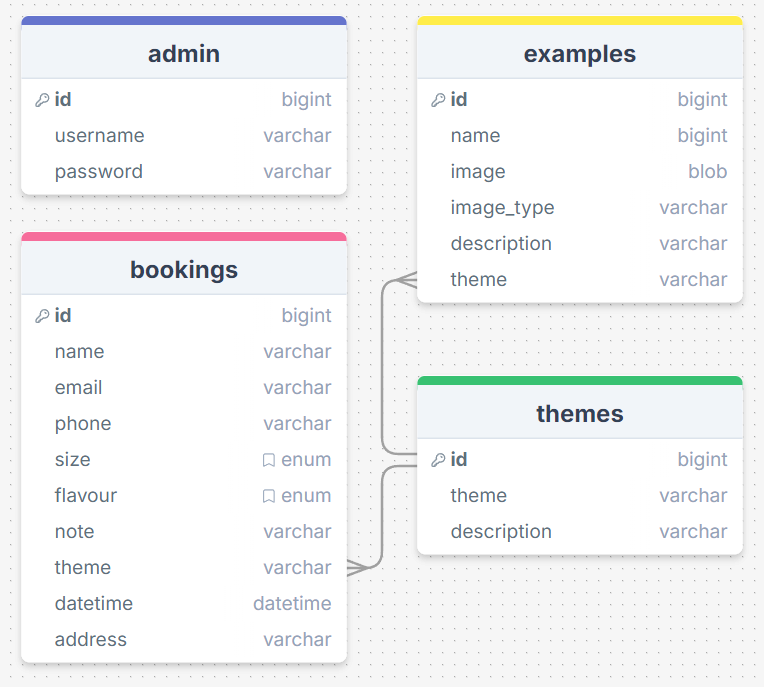 admin
id bigint
username varchar
password varchar
bookings
id bigint
name varchar
email varchar
phone varchar
size enum
flavour enum
note varchar
theme varchar
datetime datetime
address varchar
examples
id bigint
name bigint
image blob
image_type varchar
description varchar
theme varchar
themes
id bigint
theme varchar
description varchar